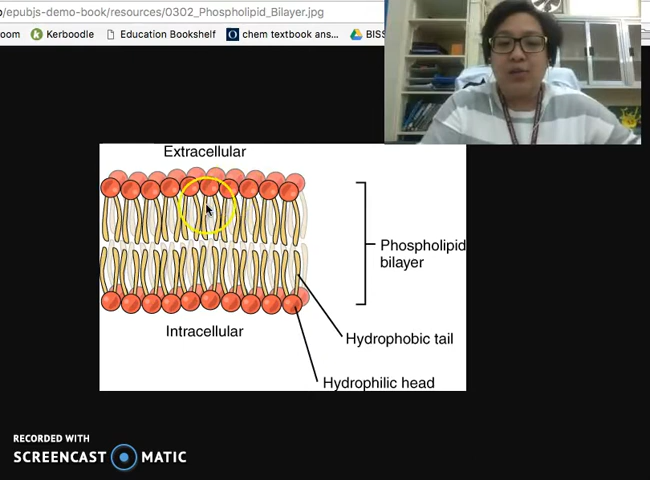 /epubjs-demo-book/resources/0302_Phospholipid_Bilayer.jpg
oom Kerboodle Education Bookshelf chem textbook ans... BISS
Extracellular
Phospholipid
bilayer
Intracellular
Hydrophobic tail
Hydrophilic head
RECORDED WITH
SCREENCAST MATIC